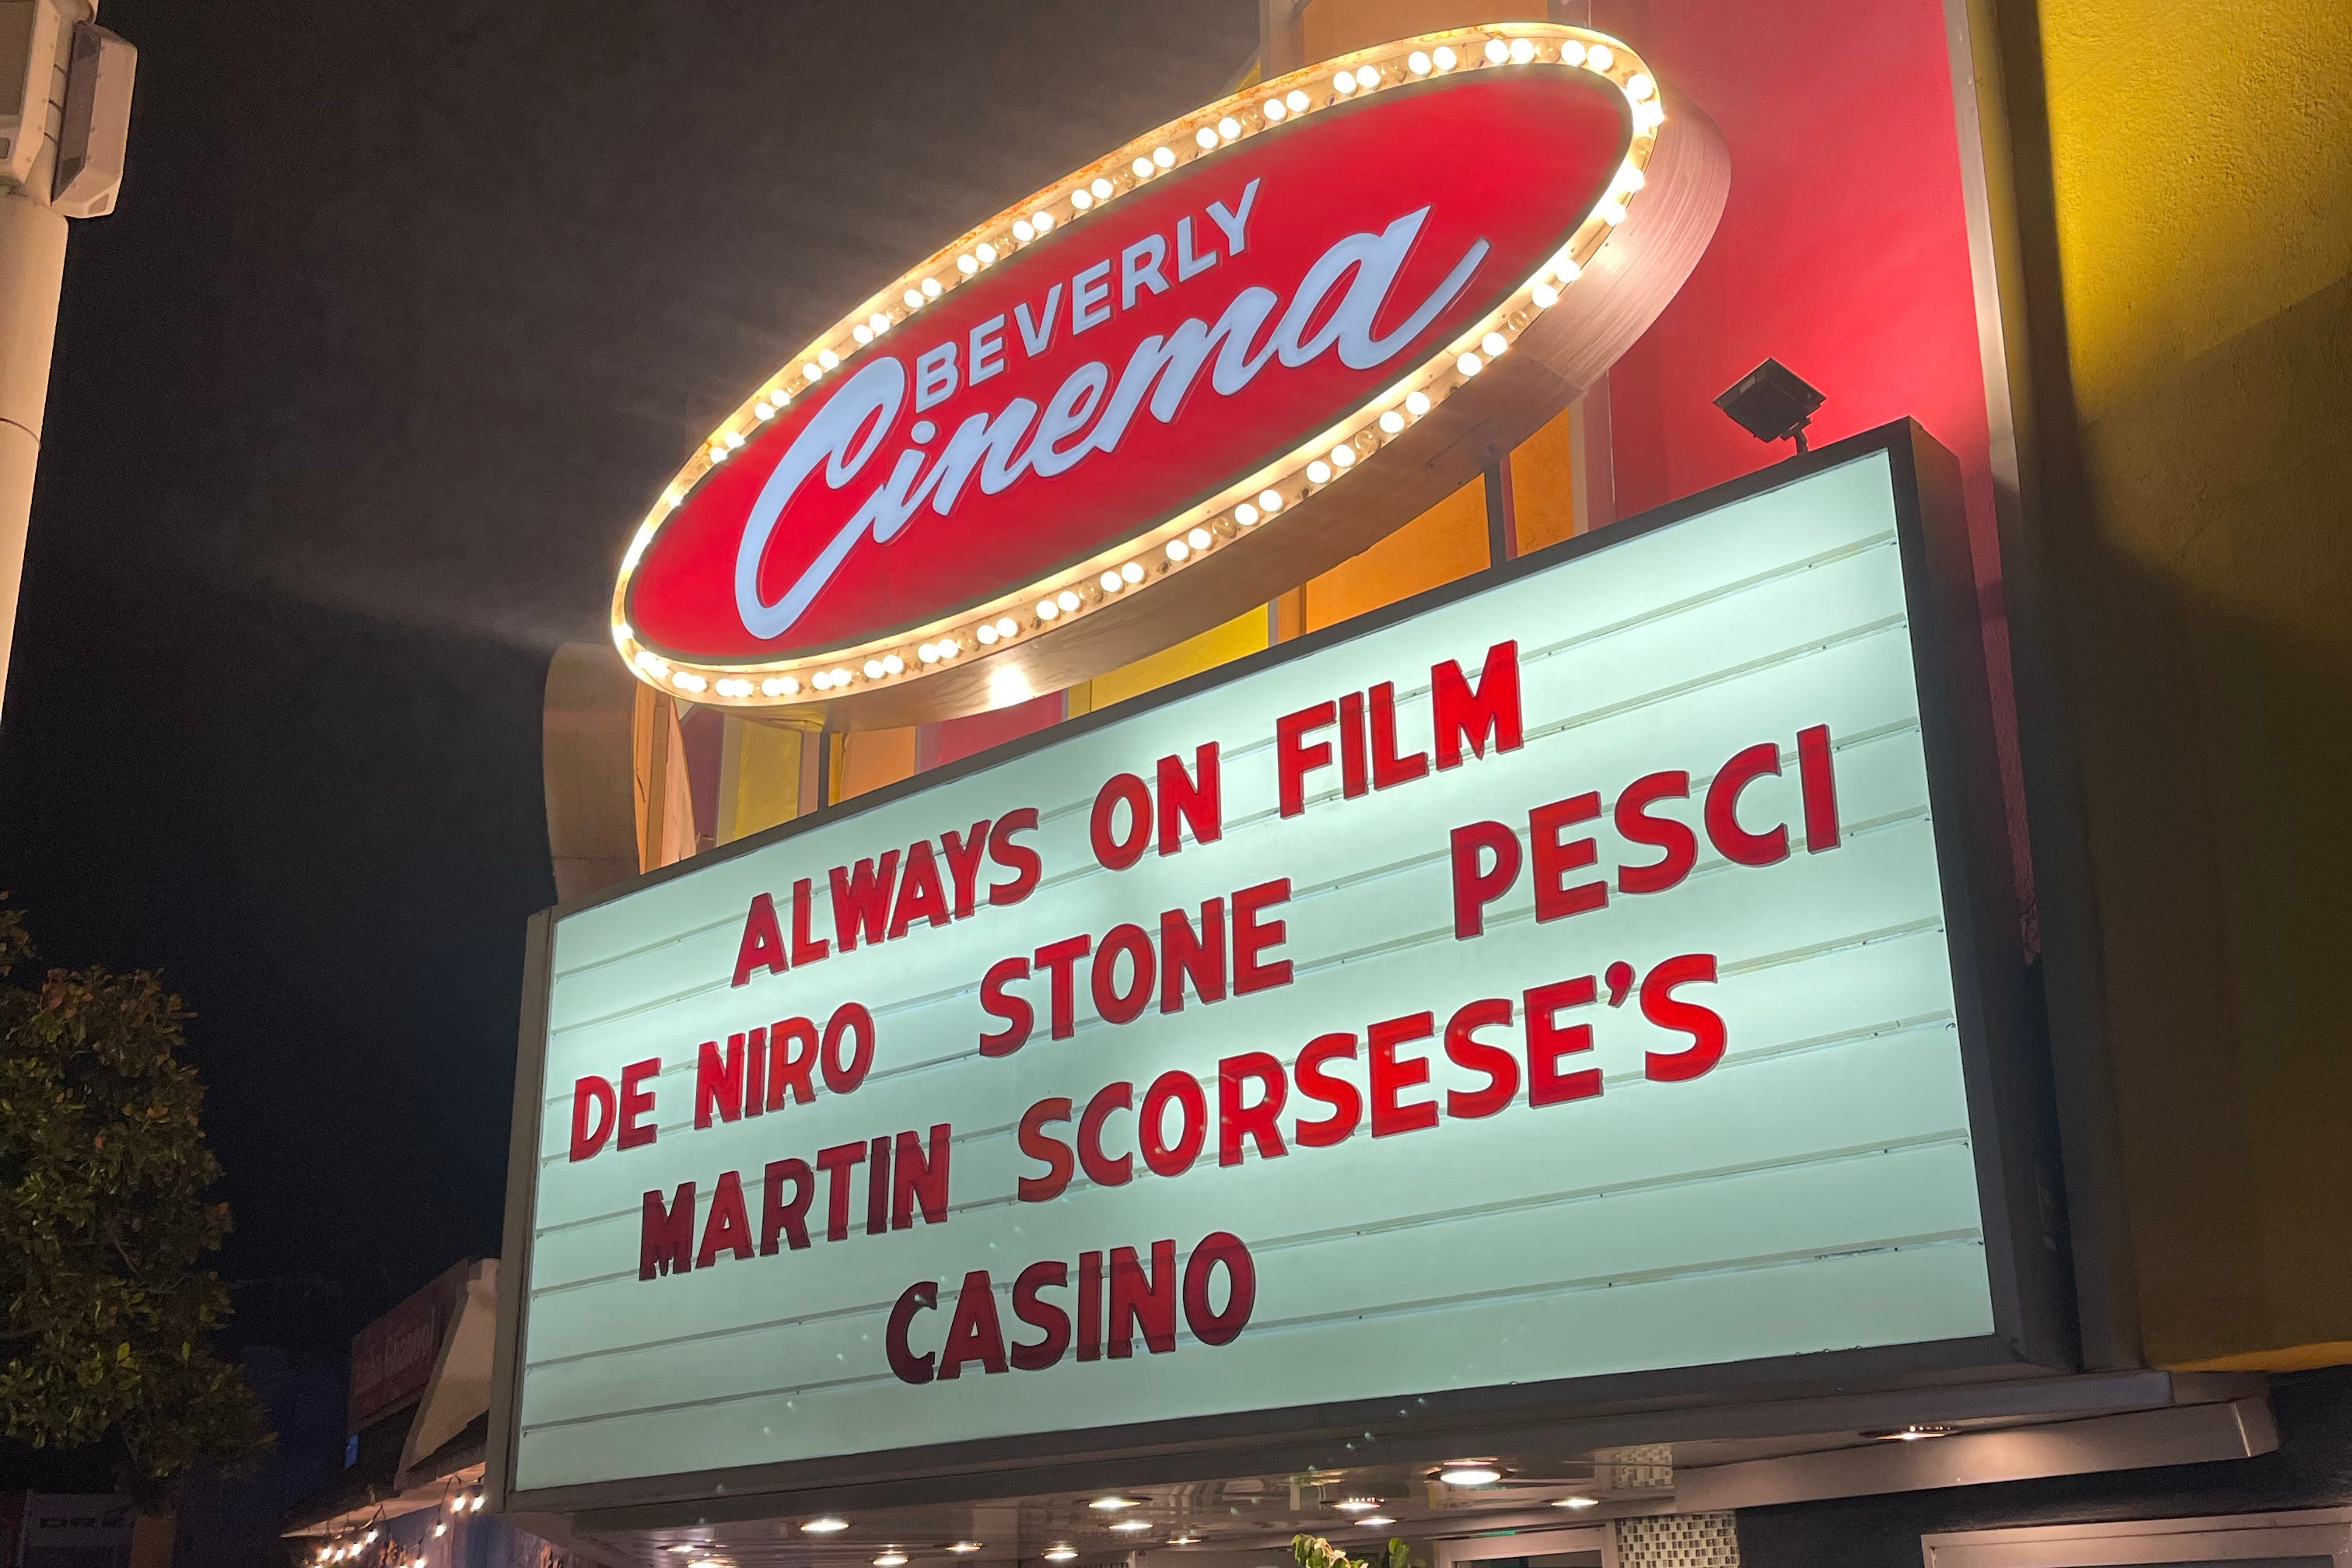 BEVERLY
Cinema
ALWAYS ON FILM
DE NIRO STONE PESCI
MARTIN SCORSESE'S
CASINO